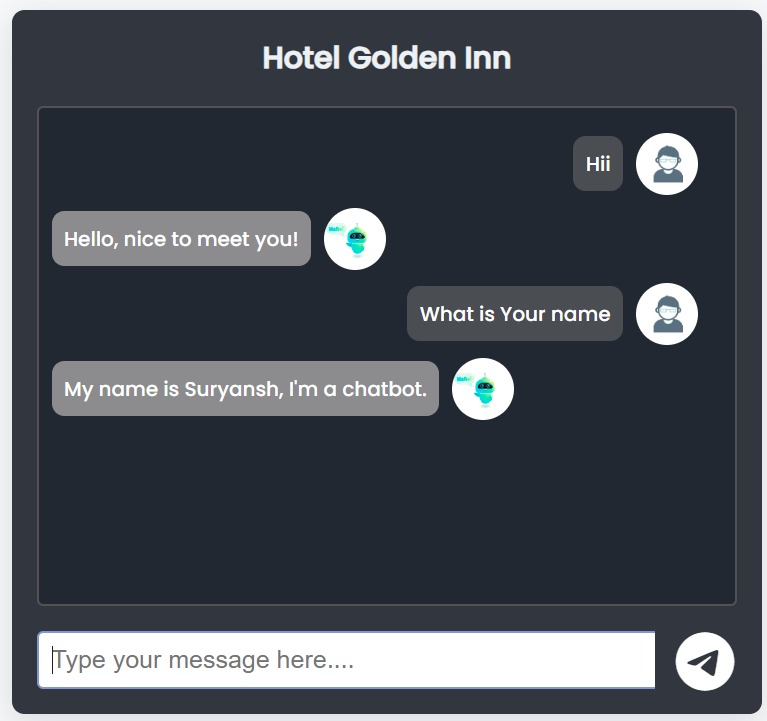 Hotel Golden Inn
Hii
Hello, nice to meet you!
What is Your name
My name is Suryansh, I'm a chatbot.
Type your message here....